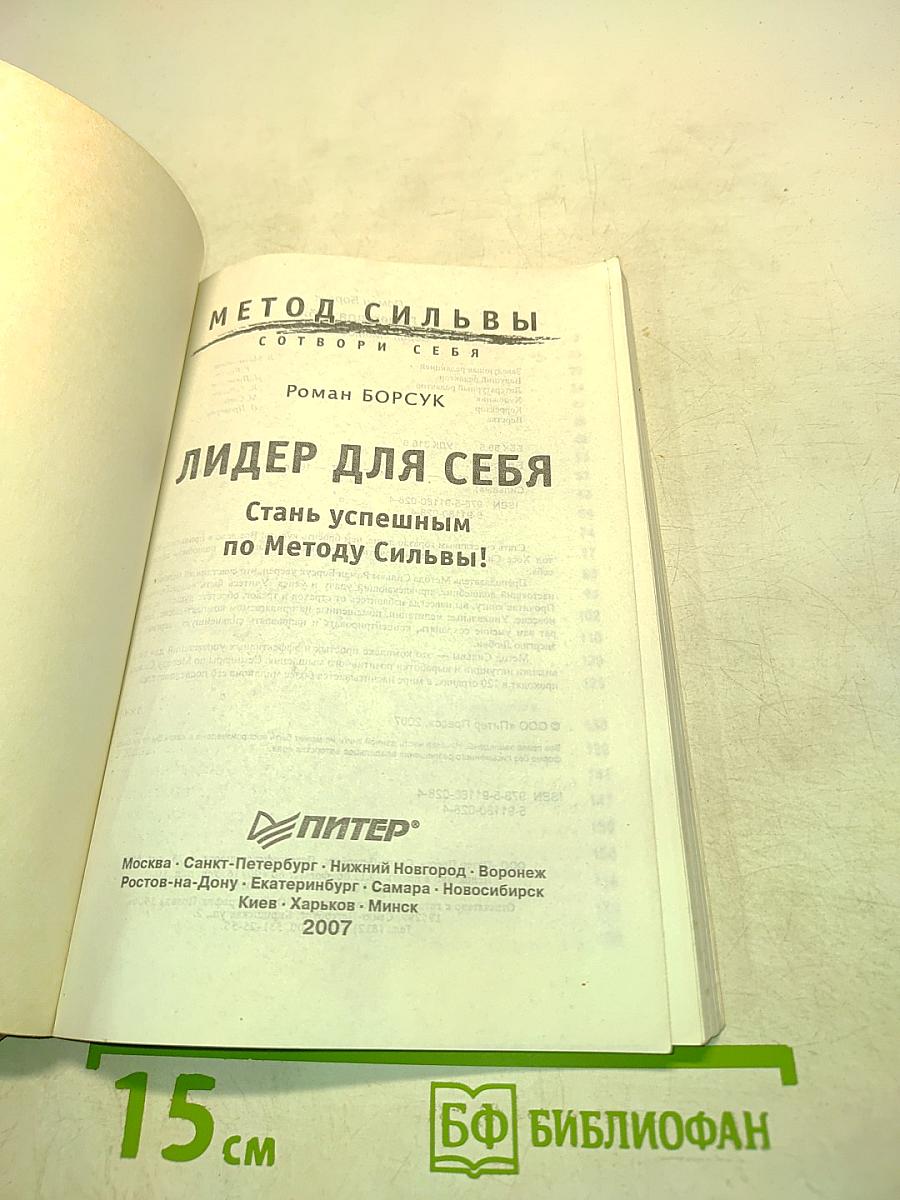 МЕТОД СИЛЬВЫ
СОТВОРИ СЕБЯ
Роман БОРСУК
ЛИДЕР ДЛЯ СЕБЯ
Стань успешным
по Методу Сильвы!
ПИТЕР®
Москва · Санкт-Петербург · Нижний Новгород · Воронеж
Ростов-на-Дону · Екатеринбург · Самара · Новосибирск
Киев · Харьков · Минск
2007
15 см
БФ БИБЛИОФАН